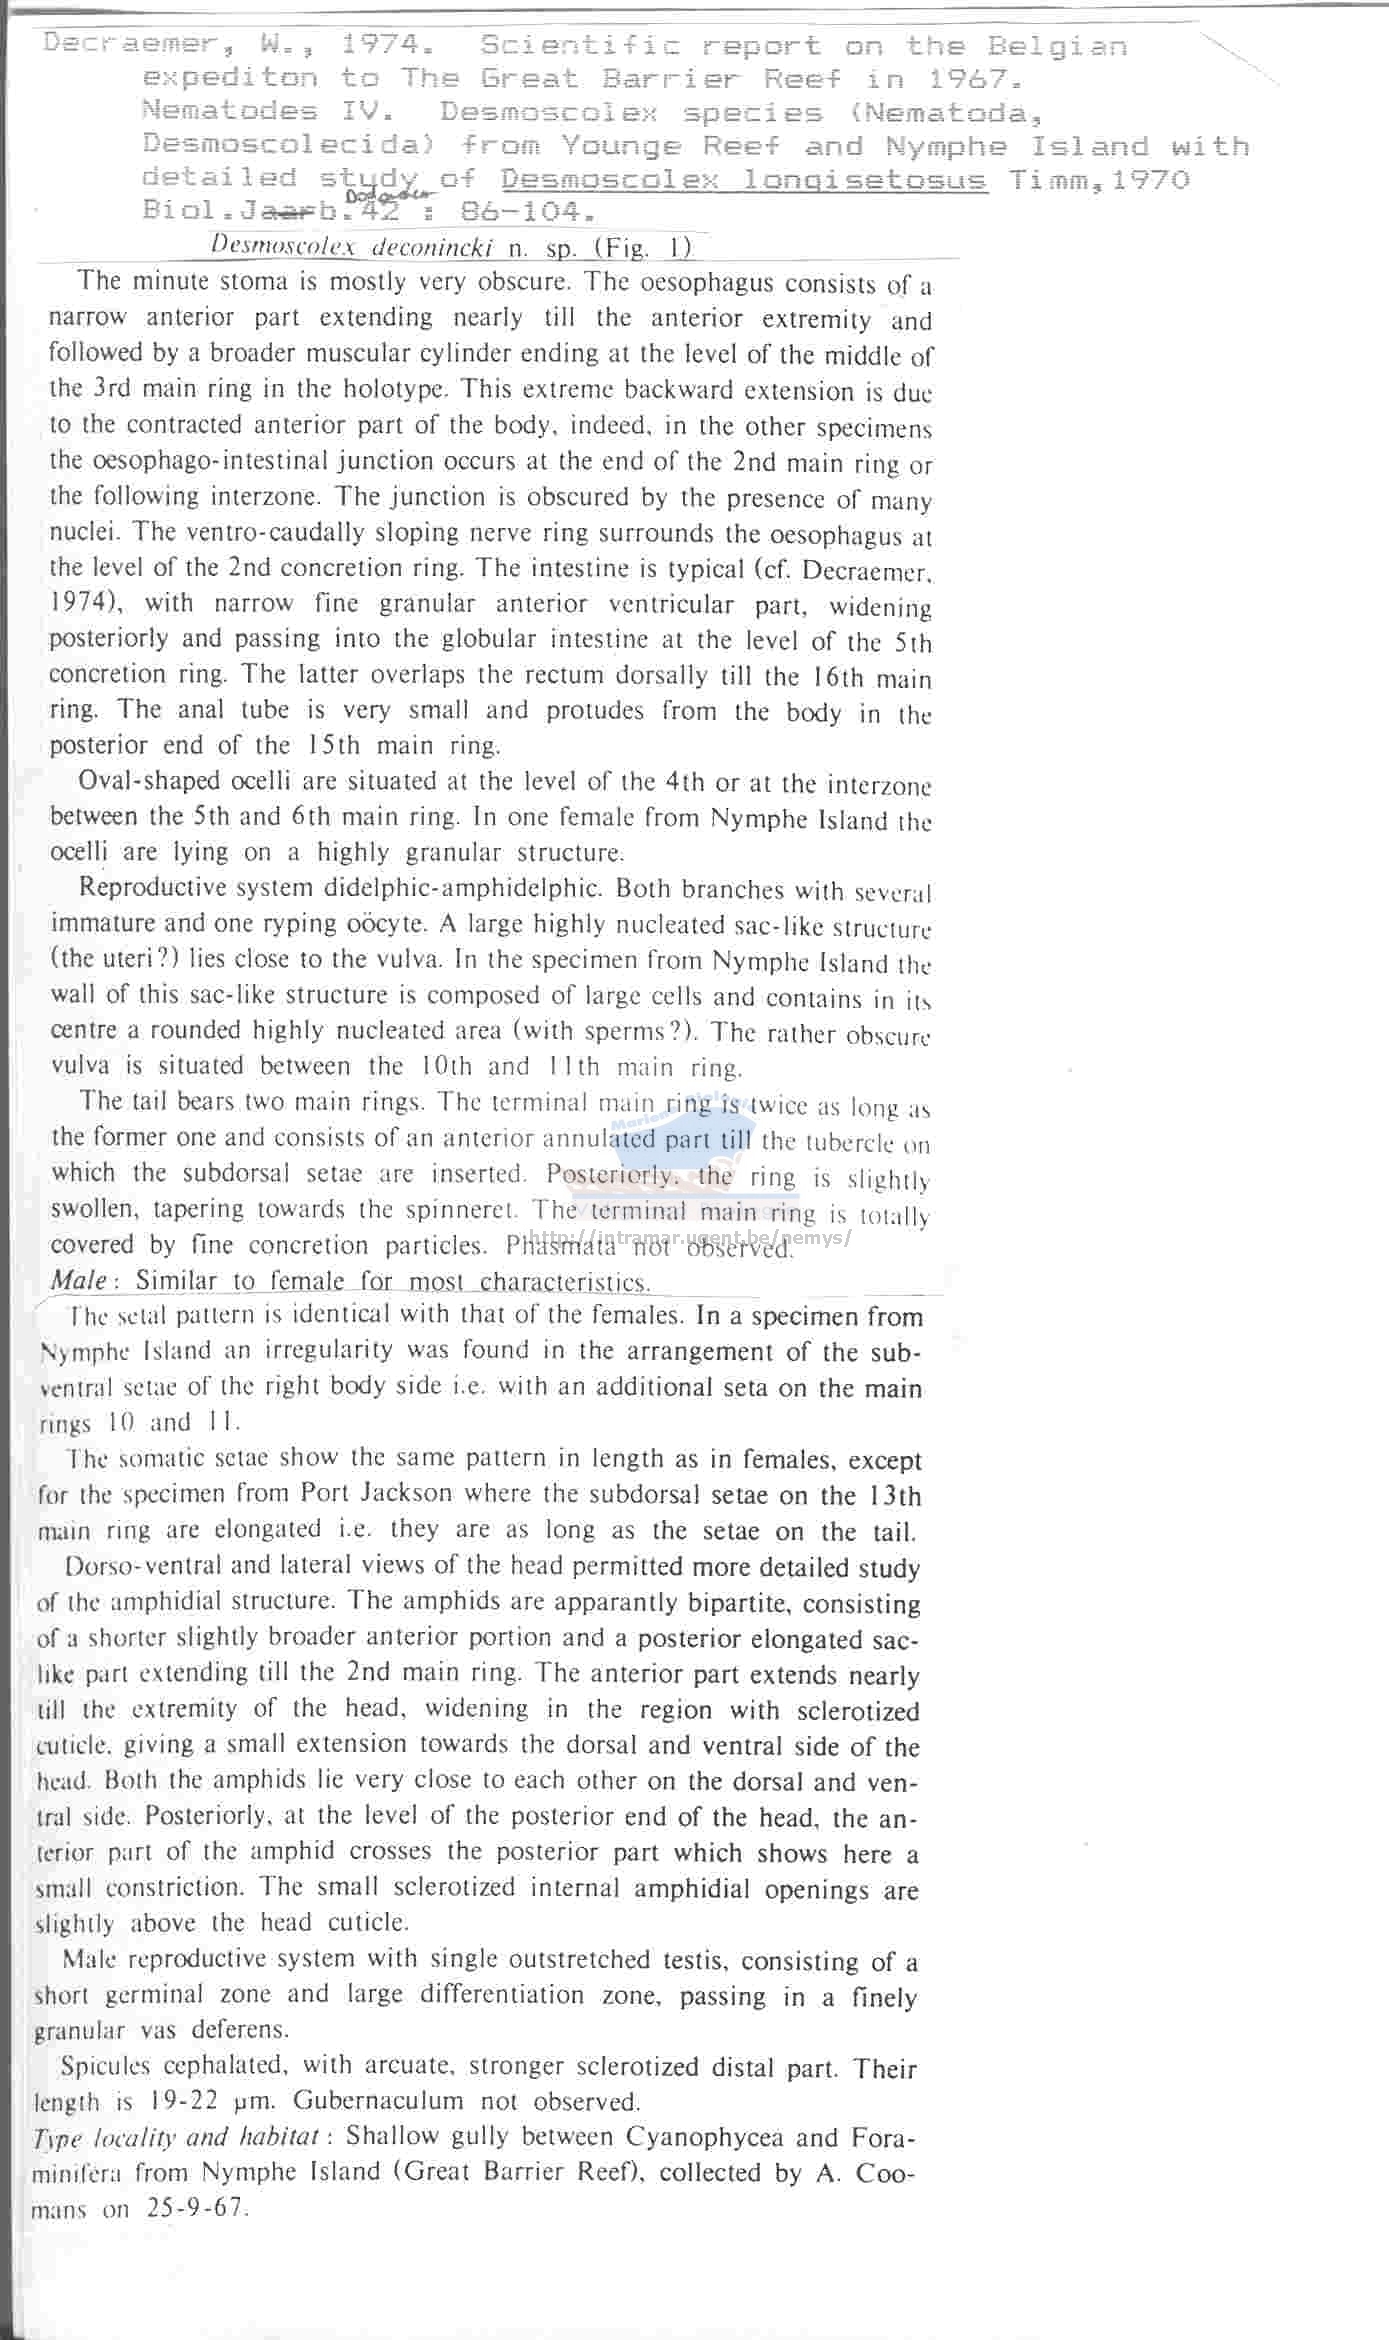 Decraemer, W., 1974. Scientific report on the Belgian
expediton to The Great Barrier Reef in 1967.
Nematodes IV. Desmoscolex species (Nematoda,
Desmoscolecida) from Younge Reef and Nymphe Island with
detailed study of Desmoscolex longisetosus Timm,1970
Biol.Jaarb. 42 : 86-104.
Desmoscolex deconincki n. sp. (Fig. 1)
The minute stoma is mostly very obscure. The oesophagus consists of a
narrow anterior part extending nearly till the anterior extremity and
followed by a broader muscular cylinder ending at the level of the middle of
the 3rd main ring in the holotype. This extreme backward extension is due
to the contracted anterior part of the body, indeed, in the other specimens
the oesophago-intestinal junction occurs at the end of the 2nd main ring or
the following interzone. The junction is obscured by the presence of many
nuclei. The ventro-caudally sloping nerve ring surrounds the oesophagus at
the level of the 2nd concretion ring. The intestine is typical (cf. Decraemer,
1974), with narrow fine granular anterior ventricular part, widening
posteriorly and passing into the globular intestine at the level of the 5th
concretion ring. The latter overlaps the rectum dorsally till the 16th main
ring. The anal tube is very small and protudes from the body in the
posterior end of the 15th main ring.
Oval-shaped ocelli are situated at the level of the 4th or at the interzone
between the 5th and 6th main ring. In one female from Nymphe Island the
ocelli are lying on a highly granular structure.
Reproductive system didelphic-amphidelphic. Both branches with several
immature and one ryping oöcyte. A large highly nucleated sac-like structure
(the uteri?) lies close to the vulva. In the specimen from Nymphe Island the
wall of this sac-like structure is composed of large cells and contains in its
centre a rounded highly nucleated area (with sperms?). The rather obscure
vulva is situated between the 10th and 11th main ring.
The tail bears two main rings. The terminal main ring is twice as long as
the former one and consists of an anterior annulated part till the tubercle on
which the subdorsal setae are inserted. Posteriorly, the ring is slightly
swollen, tapering towards the spinneret. The terminal main ring is totally
covered by fine concretion particles. Phasmata not observed.
http://intramar.ugent.be/nemys/
Male : Similar to female for most characteristics.
The setal pattern is identical with that of the females. In a specimen from
Nymphe Island an irregularity was found in the arrangement of the sub-
ventral setae of the right body side i.e. with an additional seta on the main
rings 10 and 11.
The somatic setae show the same pattern in length as in females, except
for the specimen from Port Jackson where the subdorsal setae on the 13th
main ring are elongated i.e. they are as long as the setae on the tail.
Dorso-ventral and lateral views of the head permitted more detailed study
of the amphidial structure. The amphids are apparantly bipartite, consisting
of a shorter slightly broader anterior portion and a posterior elongated sac-
like part extending till the 2nd main ring. The anterior part extends nearly
till the extremity of the head, widening in the region with sclerotized
cuticle, giving a small extension towards the dorsal and ventral side of the
head. Both the amphids lie very close to each other on the dorsal and ven-
tral side. Posteriorly, at the level of the posterior end of the head, the an-
terior part of the amphid crosses the posterior part which shows here a
small constriction. The small sclerotized internal amphidial openings are
slightly above the head cuticle.
Male reproductive system with single outstretched testis, consisting of a
short germinal zone and large differentiation zone, passing in a finely
granular vas deferens.
Spicules cephalated, with arcuate, stronger sclerotized distal part. Their
length is 19-22 µm. Gubernaculum not observed.
Type locality and habitat : Shallow gully between Cyanophycea and Fora-
minifera from Nymphe Island (Great Barrier Reef), collected by A. Coo-
mans on 25-9-67.